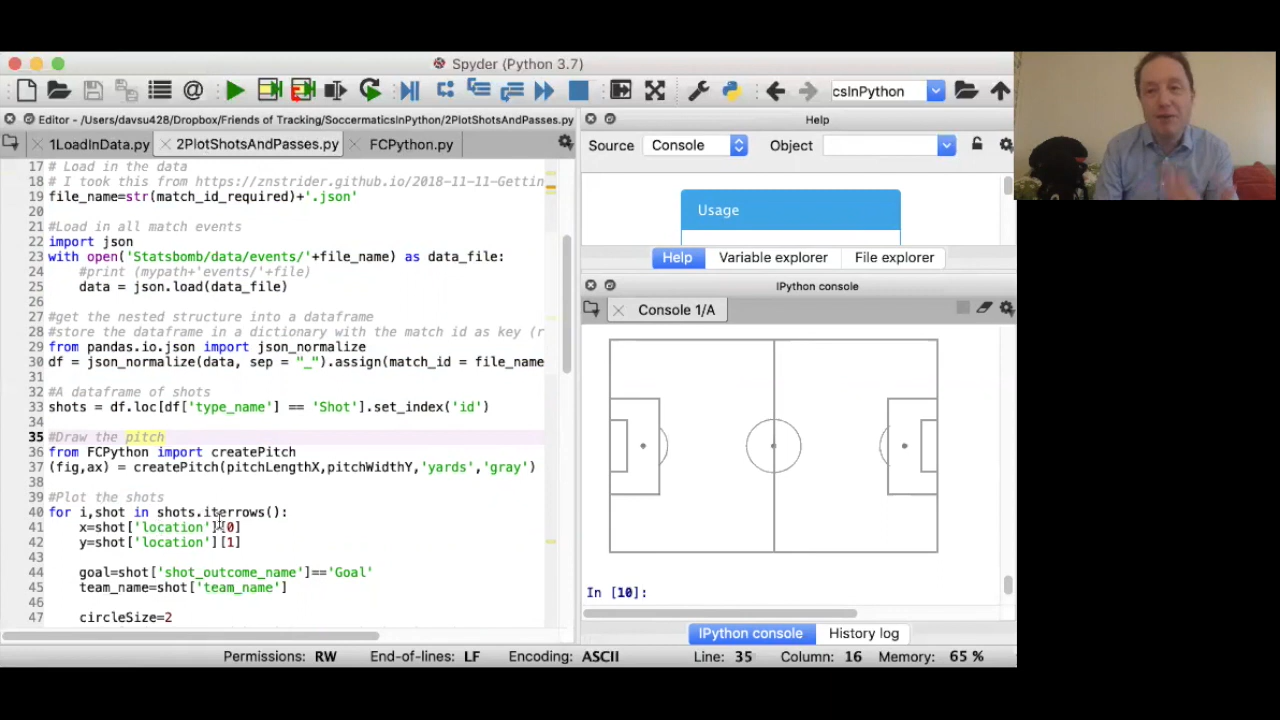 Spyder (Python 3.7)
csInPython
Editor - /Users/davsu428/Dropbox/Friends of Tracking/SoccermaticsInPython/2PlotShotsAndPasses.py
1LoadInData.py
2PlotShotsAndPasses.py
FCPython.py
17 # Load in the data
18 # I took this from https://znstrider.github.io/2018-11-11-Gettin
19 file_name=str(match_id_required)+'.json'
20
21 #Load in all match events
22 import json
23 with open('Statsbomb/data/events/'+file_name) as data_file:
24     #print (mypath+'events/'+file)
25     data = json.load(data_file)
26
27 #get the nested structure into a dataframe
28 #store the dataframe in a dictionary with the match id as key (r
29 from pandas.io.json import json_normalize
30 df = json_normalize(data, sep = "_").assign(match_id = file_name
31
32 #A dataframe of shots
33 shots = df.loc[df['type_name'] == 'Shot'].set_index('id')
34
35 #Draw the pitch
36 from FCPython import createPitch
37 (fig,ax) = createPitch(pitchLengthX,pitchWidthY,'yards','gray')
38
39 #Plot the shots
40 for i,shot in shots.iterrows():
41     x=shot['location'][0]
42     y=shot['location'][1]
43
44     goal=shot['shot_outcome_name']=='Goal'
45     team_name=shot['team_name']
46
47     circleSize=2
Help
Source Console Object
Usage
Help Variable explorer File explorer
IPython console
Console 1/A
In [10]:
IPython console History log
Permissions: RW End-of-lines: LF Encoding: ASCII Line: 35 Column: 16 Memory: 65 %